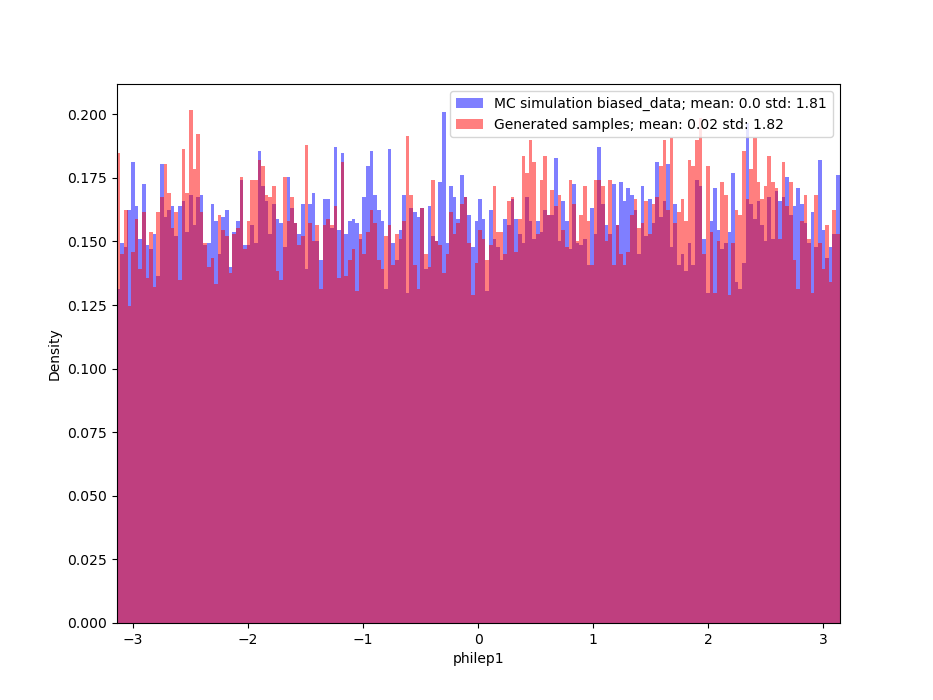 MC simulation biased_data; mean: 0.0 std: 1.81
Generated samples; mean: 0.02 std: 1.82
0.200
0.175
0.150
0.125
0.100
0.075
0.050
0.025
0.000
Density
−3 −2 −1 0 1 2 3
philep1